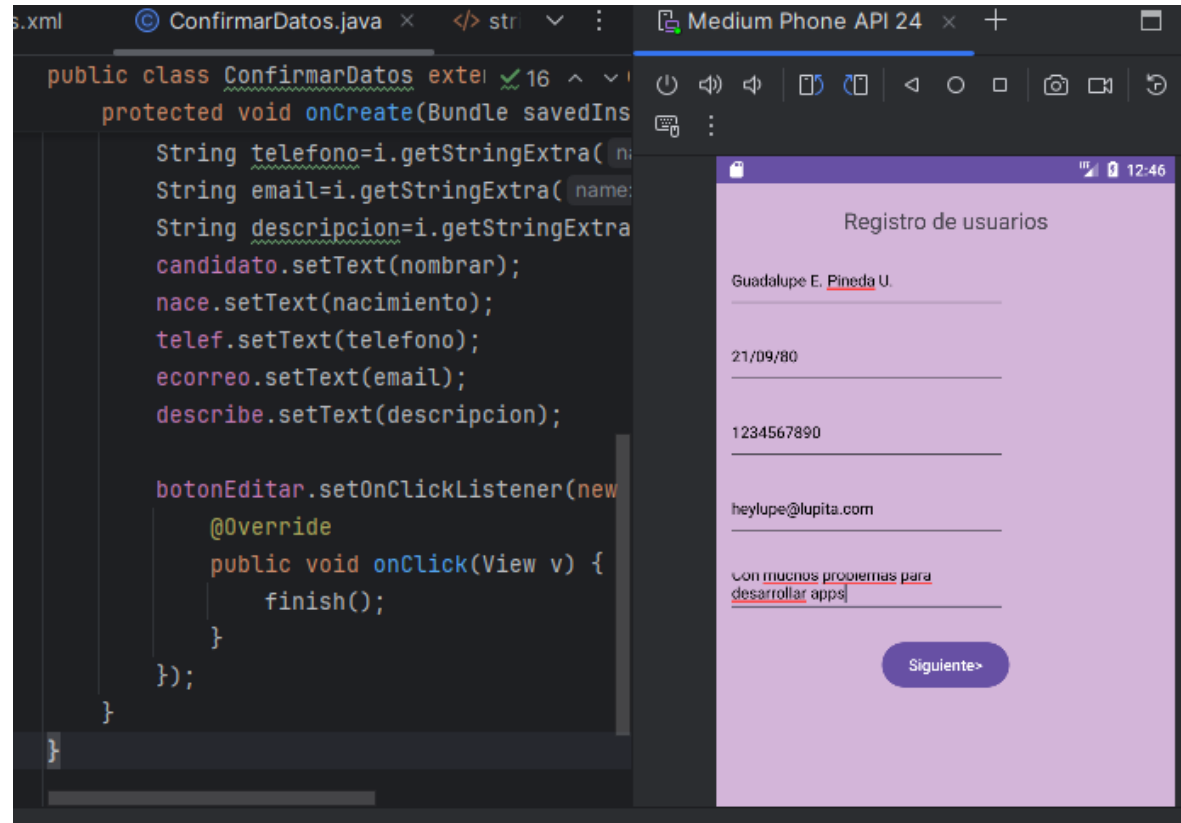 s.xml
ConfirmarDatos.java
str
Medium Phone API 24
public class ConfirmarDatos exte
16
protected void onCreate(Bundle savedIns
String telefono=i.getStringExtra(
String email=i.getStringExtra( name:
String descripcion=i.getStringExtra
candidato.setText(nombrar);
nace.setText(nacimiento);
telef.setText(telefono);
ecorreo.setText(email);
describe.setText(descripcion);
botonEditar.setOnClickListener(new
@Override
public void onClick(View v) {
finish();
}
});
}
}
12:46
Registro de usuarios
Guadalupe E. Pineda U.
21/09/80
1234567890
heylupe@lupita.com
Con muchos problemas para
desarrollar apps
Siguiente>